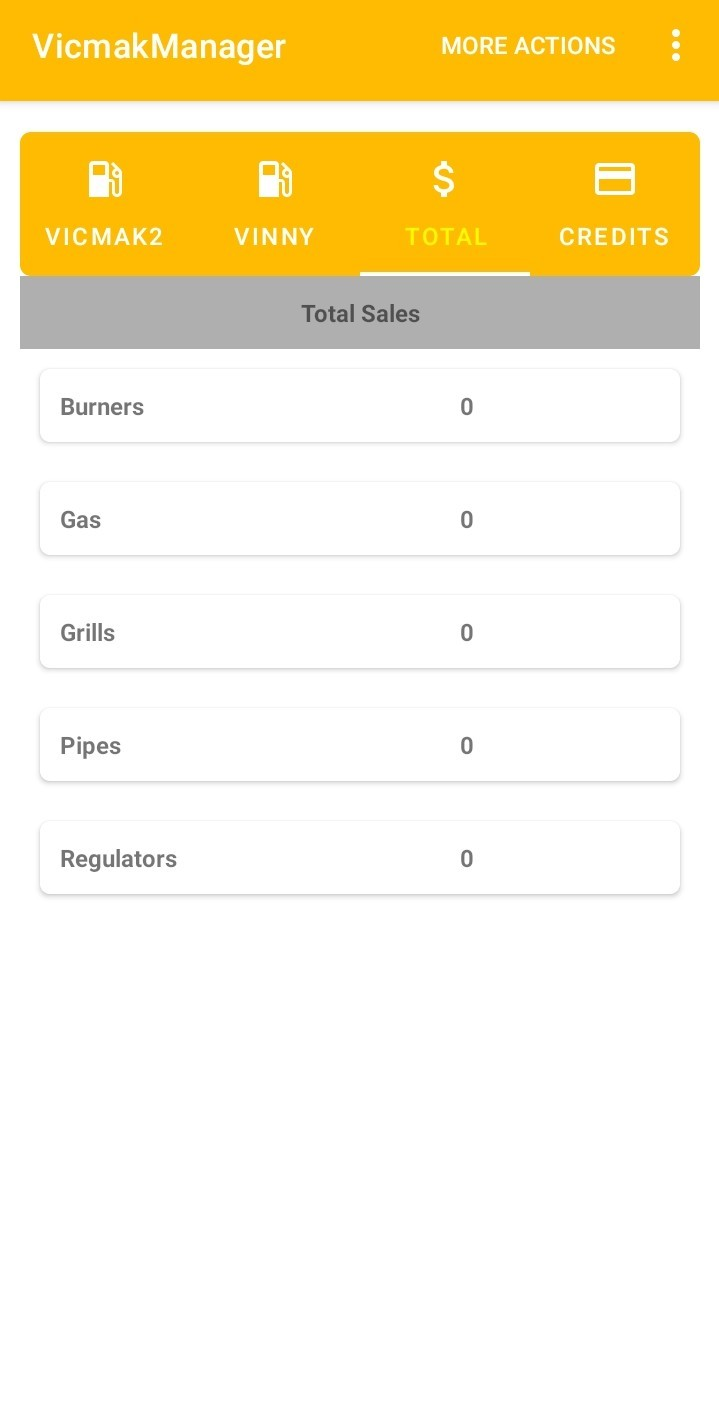 VicmakManager MORE ACTIONS
VICMAK2 VINNY TOTAL CREDITS
Total Sales
Burners 0
Gas 0
Grills 0
Pipes 0
Regulators 0